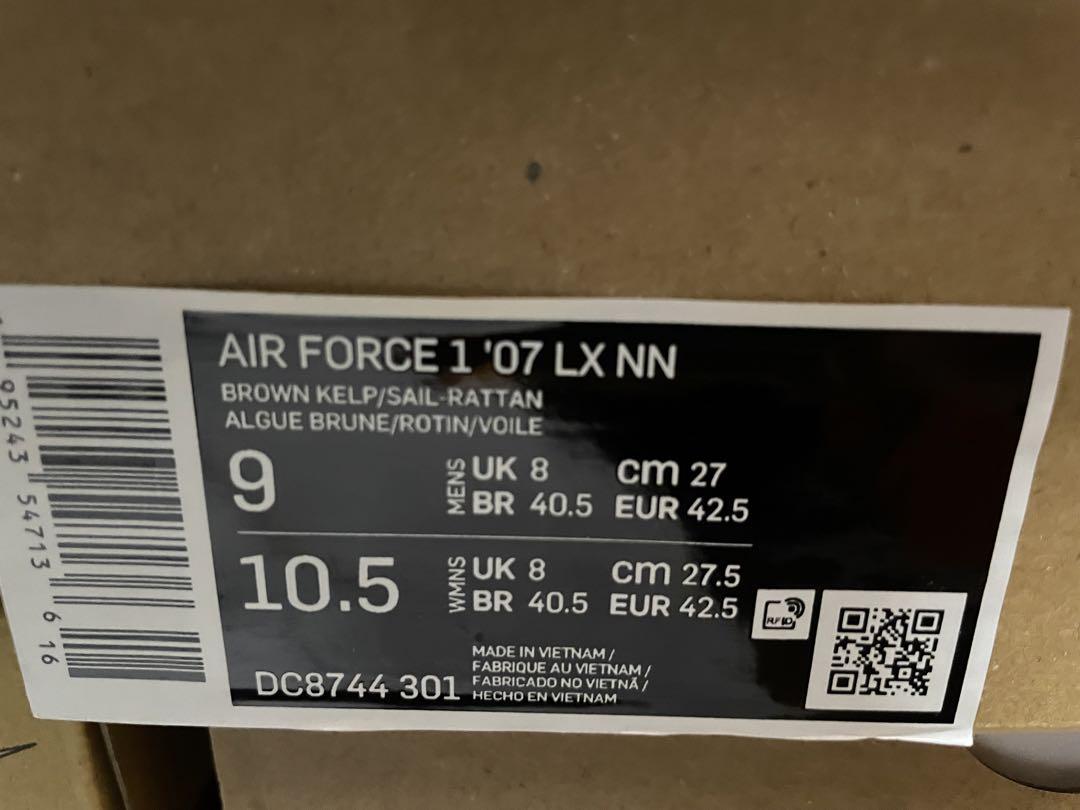 AIR FORCE 1 '07 LX NN
BROWN KELP/SAIL-RATTAN
ALGUE BRUNE/ROTIN/VOILE
9 MENS UK 8 cm 27
BR 40.5 EUR 42.5
10.5 WMNS UK 8 cm 27.5
BR 40.5 EUR 42.5
RFID
DC8744 301
MADE IN VIETNAM /
FABRIQUE AU VIETNAM /
FABRICADO NO VIETNÃ /
HECHO EN VIETNAM
95243 54713 6 16